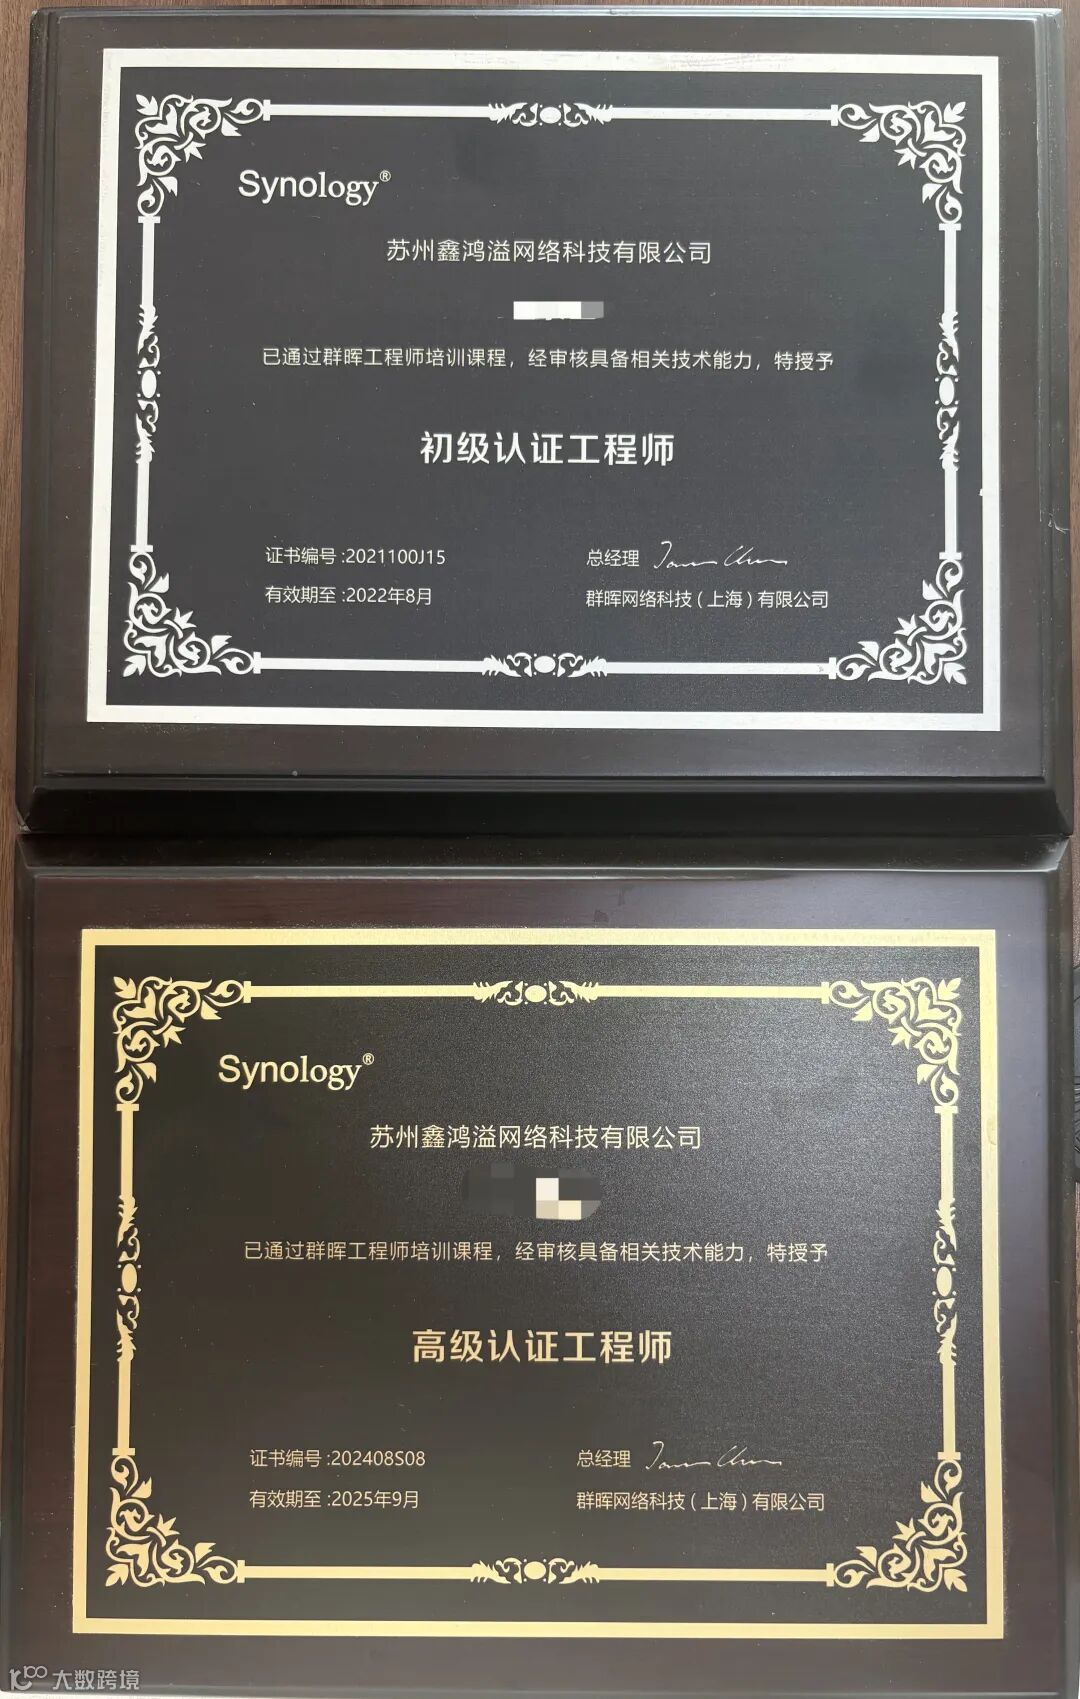 Synology®
苏州鑫鸿溢网络科技有限公司
已通过群晖工程师培训课程，经审核具备相关技术能力，特授予
初级认证工程师
证书编号:2021100J15
总经理
有效期至:2022年8月
群晖网络科技(上海)有限公司
Synology®
苏州鑫鸿溢网络科技有限公司
已通过群晖工程师培训课程，经审核具备相关技术能力，特授予
高级认证工程师
证书编号:202408S08
总经理
有效期至:2025年9月
群晖网络科技(上海)有限公司
大数跨境